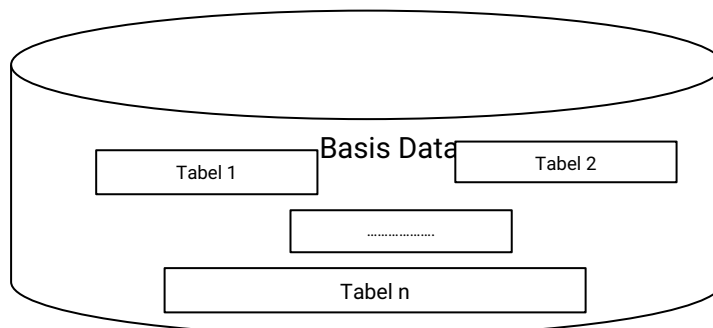 Basis Data
Tabel 1
Tabel 2
………………..
Tabel n